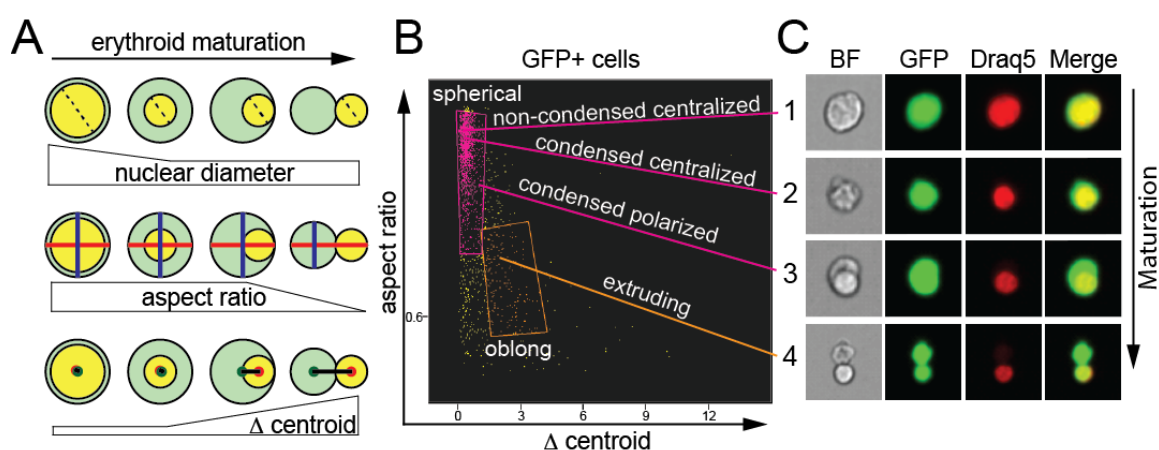 A
erythroid maturation
nuclear diameter
aspect ratio
Δ centroid
B
GFP+ cells
spherical
non-condensed centralized
condensed centralized
condensed polarized
extruding
oblong
aspect ratio
0.6
0 3 6 9 12
Δ centroid
1
2
3
4
C
BF GFP Draq5 Merge
Maturation